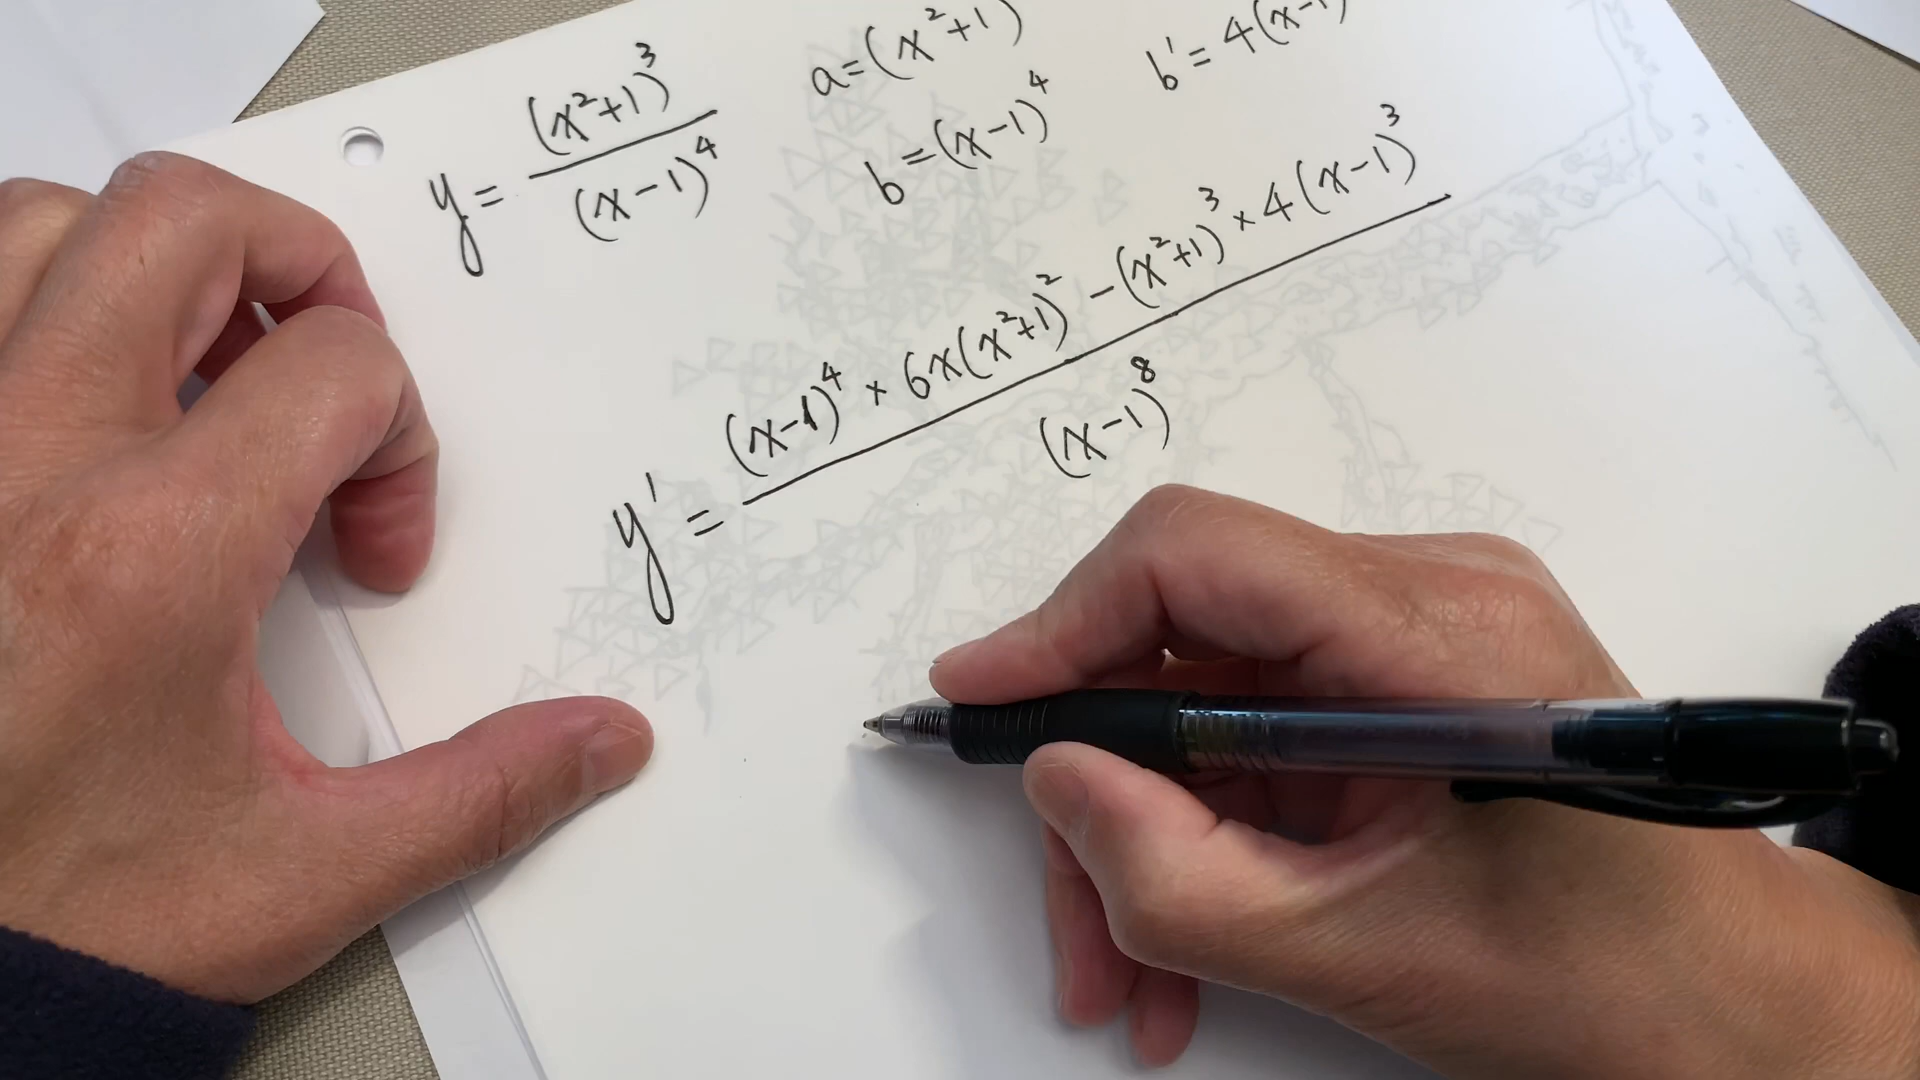 y = (x²+1)³ / (x-1)⁴
a = (x²+1)
b = (x-1)⁴
b' = 4(x-1)
y' = (x-1)⁴ × 6x(x²+1)² - (x²+1)³ × 4(x-1)³ / (x-1)⁸